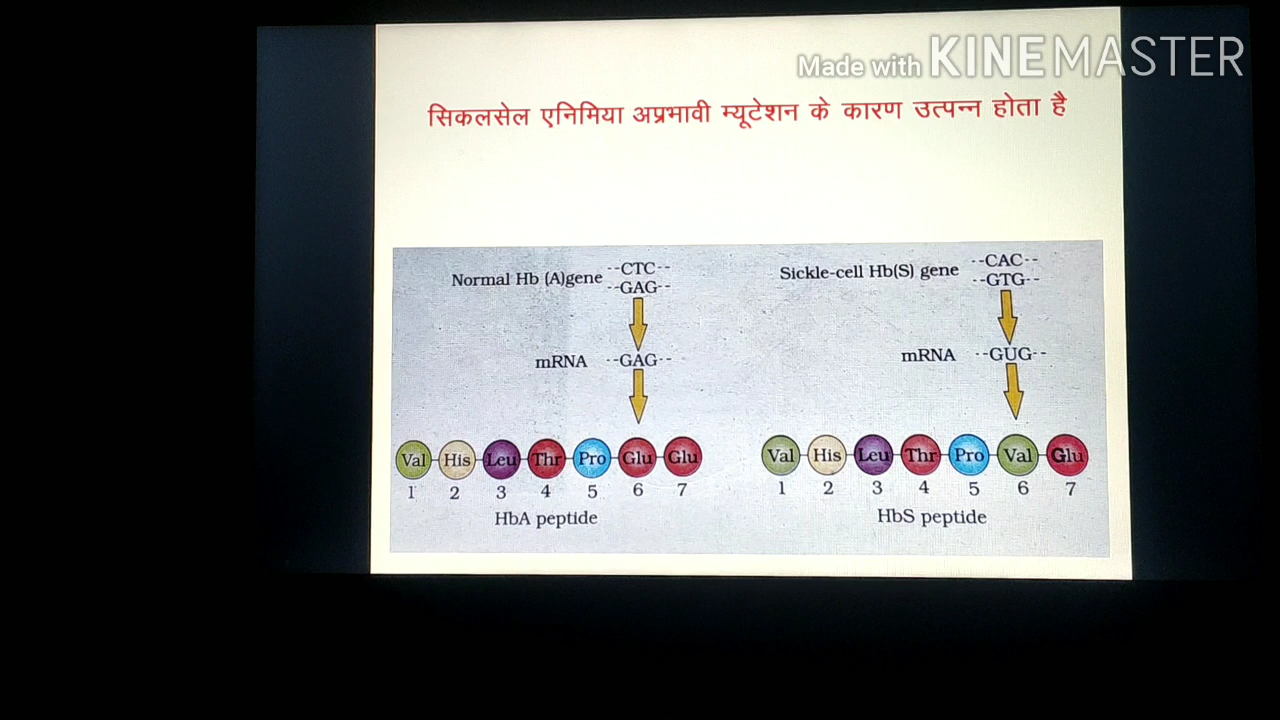 Made with KINEMASTER
सिकलसेल एनिमिया अप्रभावी म्यूटेशन के कारण उत्पन्न होता है
Normal Hb (A)gene
--CTC--
--GAG--
mRNA --GAG--
Val His Leu Thr Pro Glu Glu
1 2 3 4 5 6 7
HbA peptide
Sickle-cell Hb(S) gene
--CAC--
--GTG--
mRNA --GUG--
Val His Leu Thr Pro Val Glu
1 2 3 4 5 6 7
HbS peptide